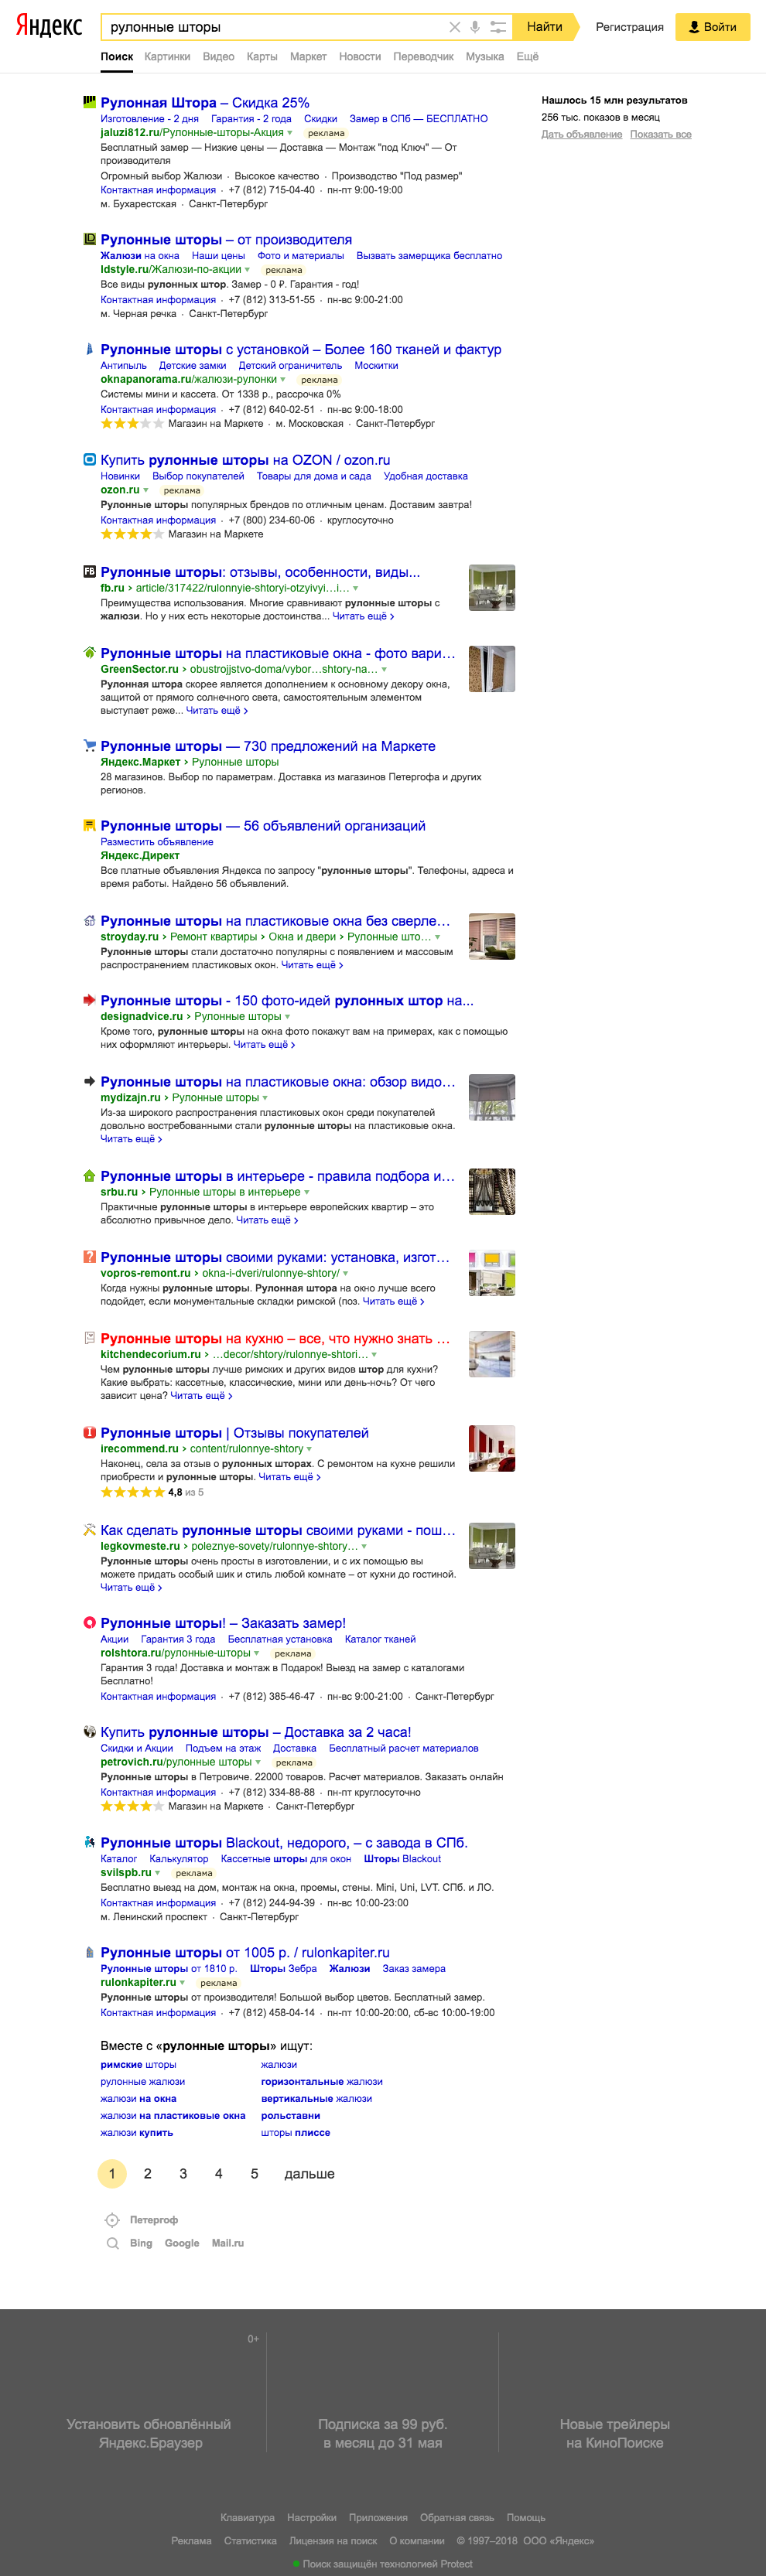 Яндекс
рулонные шторы
Найти
Регистрация
Войти
Поиск Картинки Видео Карты Маркет Новости Переводчик Музыка Ещё
Нашлось 15 млн результатов
256 тыс. показов в месяц
Дать объявление Показать все
Рулонная Штора – Скидка 25%
Изготовление - 2 дня Гарантия - 2 года Скидки Замер в СПб — БЕСПЛАТНО
jaluzi812.ru/Рулонные-шторы-Акция реклама
Бесплатный замер — Низкие цены — Доставка — Монтаж "под Ключ" — От
производителя
Огромный выбор Жалюзи · Высокое качество · Производство "Под размер"
Контактная информация · +7 (812) 715-04-40 · пн-пт 9:00-19:00
м. Бухарестская · Санкт-Петербург
Рулонные шторы – от производителя
Жалюзи на окна Наши цены Фото и материалы Вызвать замерщика бесплатно
ldstyle.ru/Жалюзи-по-акции реклама
Все виды рулонных штор. Замер - 0 ₽. Гарантия - год!
Контактная информация · +7 (812) 313-51-55 · пн-вс 9:00-21:00
м. Черная речка · Санкт-Петербург
Рулонные шторы с установкой – Более 160 тканей и фактур
Антипыль Детские замки Детский ограничитель Москитки
oknapanorama.ru/жалюзи-рулонки реклама
Системы мини и кассета. От 1338 р., рассрочка 0%
Контактная информация · +7 (812) 640-02-51 · пн-вс 9:00-18:00
Магазин на Маркете · м. Московская · Санкт-Петербург
Купить рулонные шторы на OZON / ozon.ru
Новинки Выбор покупателей Товары для дома и сада Удобная доставка
ozon.ru реклама
Рулонные шторы популярных брендов по отличным ценам. Доставим завтра!
Контактная информация · +7 (800) 234-60-06 · круглосуточно
Магазин на Маркете
FB
Рулонные шторы: отзывы, особенности, виды...
fb.ru › article/317422/rulonnyie-shtoryi-otzyivyi…i…
Преимущества использования. Многие сравнивают рулонные шторы с
жалюзи. Но у них есть некоторые достоинства... Читать ещё ›
Рулонные шторы на пластиковые окна - фото вари…
GreenSector.ru › obustrojjstvo-doma/vybor…shtory-na…
Рулонная штора скорее является дополнением к основному декору окна,
защитой от прямого солнечного света, самостоятельным элементом
выступает реже... Читать ещё ›
Рулонные шторы — 730 предложений на Маркете
Яндекс.Маркет › Рулонные шторы
28 магазинов. Выбор по параметрам. Доставка из магазинов Петергофа и других
регионов.
Рулонные шторы — 56 объявлений организаций
Разместить объявление
Яндекс.Директ
Все платные объявления Яндекса по запросу "рулонные шторы". Телефоны, адреса и
время работы. Найдено 56 объявлений.
Рулонные шторы на пластиковые окна без сверле…
stroyday.ru › Ремонт квартиры › Окна и двери › Рулонные што…
Рулонные шторы стали достаточно популярны с появлением и массовым
распространением пластиковых окон. Читать ещё ›
Рулонные шторы - 150 фото-идей рулонных штор на...
designadvice.ru › Рулонные шторы
Кроме того, рулонные шторы на окна фото покажут вам на примерах, как с помощью
них оформляют интерьеры. Читать ещё ›
Рулонные шторы на пластиковые окна: обзор видо…
mydizajn.ru › Рулонные шторы
Из-за широкого распространения пластиковых окон среди покупателей
довольно востребованными стали рулонные шторы на пластиковые окна.
Читать ещё ›
Рулонные шторы в интерьере - правила подбора и…
srbu.ru › Рулонные шторы в интерьере
Практичные рулонные шторы в интерьере европейских квартир – это
абсолютно привычное дело. Читать ещё ›
Рулонные шторы своими руками: установка, изгот…
vopros-remont.ru › okna-i-dveri/rulonnye-shtory/
Когда нужны рулонные шторы. Рулонная штора на окно лучше всего
подойдет, если монументальные складки римской (поз. Читать ещё ›
Рулонные шторы на кухню – все, что нужно знать …
kitchendecorium.ru › …decor/shtory/rulonnye-shtori…
Чем рулонные шторы лучше римских и других видов штор для кухни?
Какие выбрать: кассетные, классические, мини или день-ночь? От чего
зависит цена? Читать ещё ›
Рулонные шторы | Отзывы покупателей
irecommend.ru › content/rulonnye-shtory
Наконец, села за отзыв о рулонных шторах. С ремонтом на кухне решили
приобрести и рулонные шторы. Читать ещё ›
4,8 из 5
Как сделать рулонные шторы своими руками - пош…
legkovmeste.ru › poleznye-sovety/rulonnye-shtory…
Рулонные шторы очень просты в изготовлении, и с их помощью вы
можете придать особый шик и стиль любой комнате – от кухни до гостиной.
Читать ещё ›
Рулонные шторы! – Заказать замер!
Акции Гарантия 3 года Бесплатная установка Каталог тканей
rolshtora.ru/рулонные-шторы реклама
Гарантия 3 года! Доставка и монтаж в Подарок! Выезд на замер с каталогами
Бесплатно!
Контактная информация · +7 (812) 385-46-47 · пн-вс 9:00-21:00 · Санкт-Петербург
Купить рулонные шторы – Доставка за 2 часа!
Скидки и Акции Подъем на этаж Доставка Бесплатный расчет материалов
petrovich.ru/рулонные шторы реклама
Рулонные шторы в Петровиче. 22000 товаров. Расчет материалов. Заказать онлайн
Контактная информация · +7 (812) 334-88-88 · пн-пт круглосуточно
Магазин на Маркете · Санкт-Петербург
Рулонные шторы Blackout, недорого, – с завода в СПб.
Каталог Калькулятор Кассетные шторы для окон Шторы Blackout
svilspb.ru реклама
Бесплатно выезд на дом, монтаж на окна, проемы, стены. Mini, Uni, LVT. СПб. и ЛО.
Контактная информация · +7 (812) 244-94-39 · пн-вс 10:00-23:00
м. Ленинский проспект · Санкт-Петербург
Рулонные шторы от 1005 р. / rulonkapiter.ru
Рулонные шторы от 1810 р. Шторы Зебра Жалюзи Заказ замера
rulonkapiter.ru реклама
Рулонные шторы от производителя! Большой выбор цветов. Бесплатный замер.
Контактная информация · +7 (812) 458-04-14 · пн-пт 10:00-20:00, сб-вс 10:00-19:00
Вместе с «рулонные шторы» ищут:
римские шторы жалюзи
рулонные жалюзи горизонтальные жалюзи
жалюзи на окна вертикальные жалюзи
жалюзи на пластиковые окна рольставни
жалюзи купить шторы плиссе
1 2 3 4 5 дальше
Петергоф
Bing Google Mail.ru
0+
Установить обновлённый
Яндекс.Браузер
Подписка за 99 руб.
в месяц до 31 мая
Новые трейлеры
на КиноПоиске
Клавиатура Настройки Приложения Обратная связь Помощь
Реклама Статистика Лицензия на поиск О компании © 1997–2018 ООО «Яндекс»
Поиск защищён технологией Protect